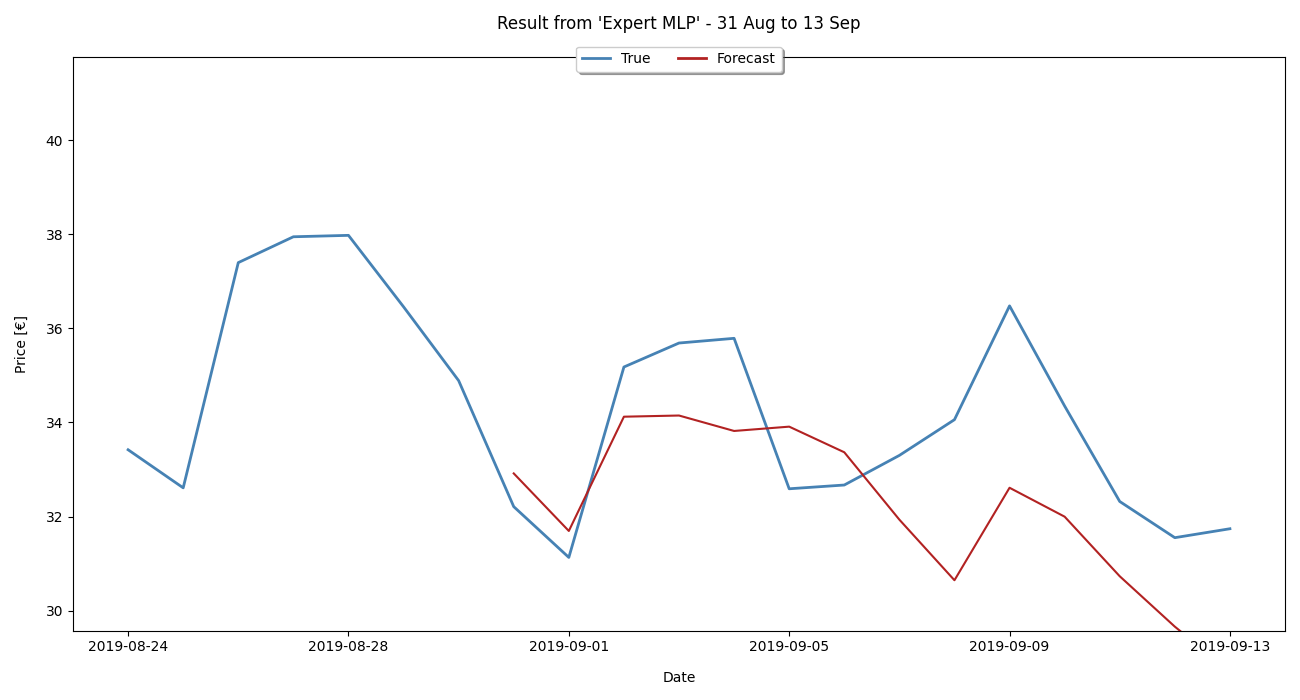 Result from 'Expert MLP' - 31 Aug to 13 Sep
True Forecast
40
38
36
34
32
30
Price [€]
2019-08-24 2019-08-28 2019-09-01 2019-09-05 2019-09-09 2019-09-13
Date